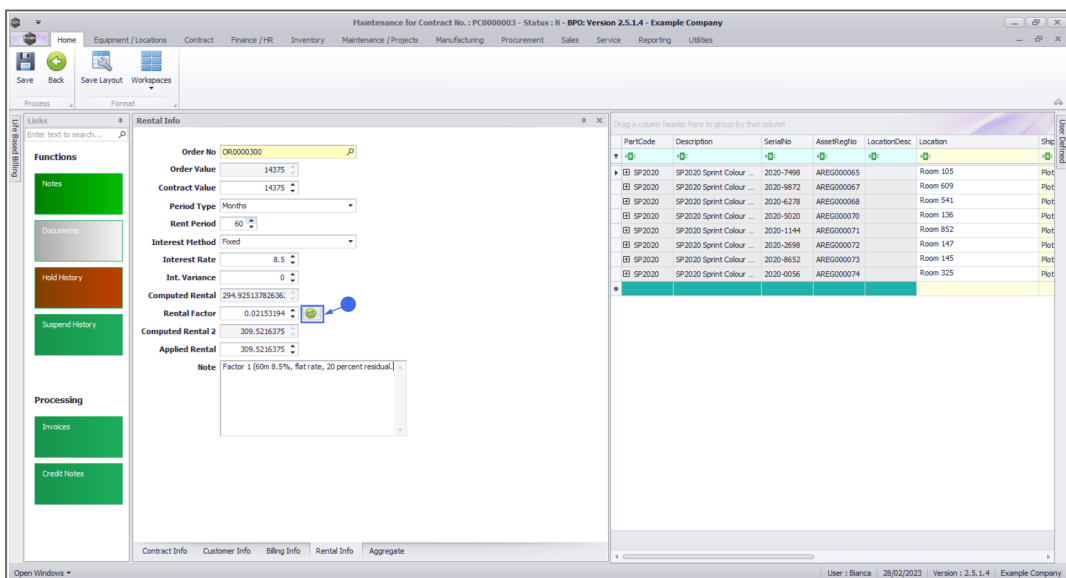 Maintenance for Contract No. : PC0000003 - Status : N - BPO: Version 2.5.1.4 - Example Company
Home Equipment / Locations Contract Finance / HR Inventory Maintenance / Projects Manufacturing Procurement Sales Service Reporting Utilities
Save Back Save Layout Workspaces
Process Format
Life Based Billing
Links
Enter text to search...
Functions
Notes
Documents
Hold History
Suspend History
Processing
Invoices
Credit Notes
Rental Info
Order No OR0000300
Order Value 14375
Contract Value 14375
Period Type Months
Rent Period 60
Interest Method Fixed
Interest Rate 8.5
Int. Variance 0
Computed Rental 294.92513782636
Rental Factor 0.02153194
Computed Rental 2 309.5216375
Applied Rental 309.5216375
Note Factor 1 (60m 8.5%, flat rate, 20 percent residual.
Contract Info Customer Info Billing Info Rental Info Aggregate
Drag a column header here to group by that column
PartCode Description SerialNo AssetRegNo LocationDesc Location Ship
SP2020 SP2020 Sprint Colour ... 2020-7498 AREG000065 Room 105 Plot
SP2020 SP2020 Sprint Colour ... 2020-9872 AREG000067 Room 609 Plot
SP2020 SP2020 Sprint Colour ... 2020-6278 AREG000068 Room 541 Plot
SP2020 SP2020 Sprint Colour ... 2020-5020 AREG000070 Room 136 Plot
SP2020 SP2020 Sprint Colour ... 2020-1144 AREG000071 Room 852 Plot
SP2020 SP2020 Sprint Colour ... 2020-2698 AREG000072 Room 147 Plot
SP2020 SP2020 Sprint Colour ... 2020-8652 AREG000073 Room 145 Plot
SP2020 SP2020 Sprint Colour ... 2020-0056 AREG000074 Room 325 Plot
User Defined
Open Windows
User : Bianca 28/02/2023 Version : 2.5.1.4 Example Company